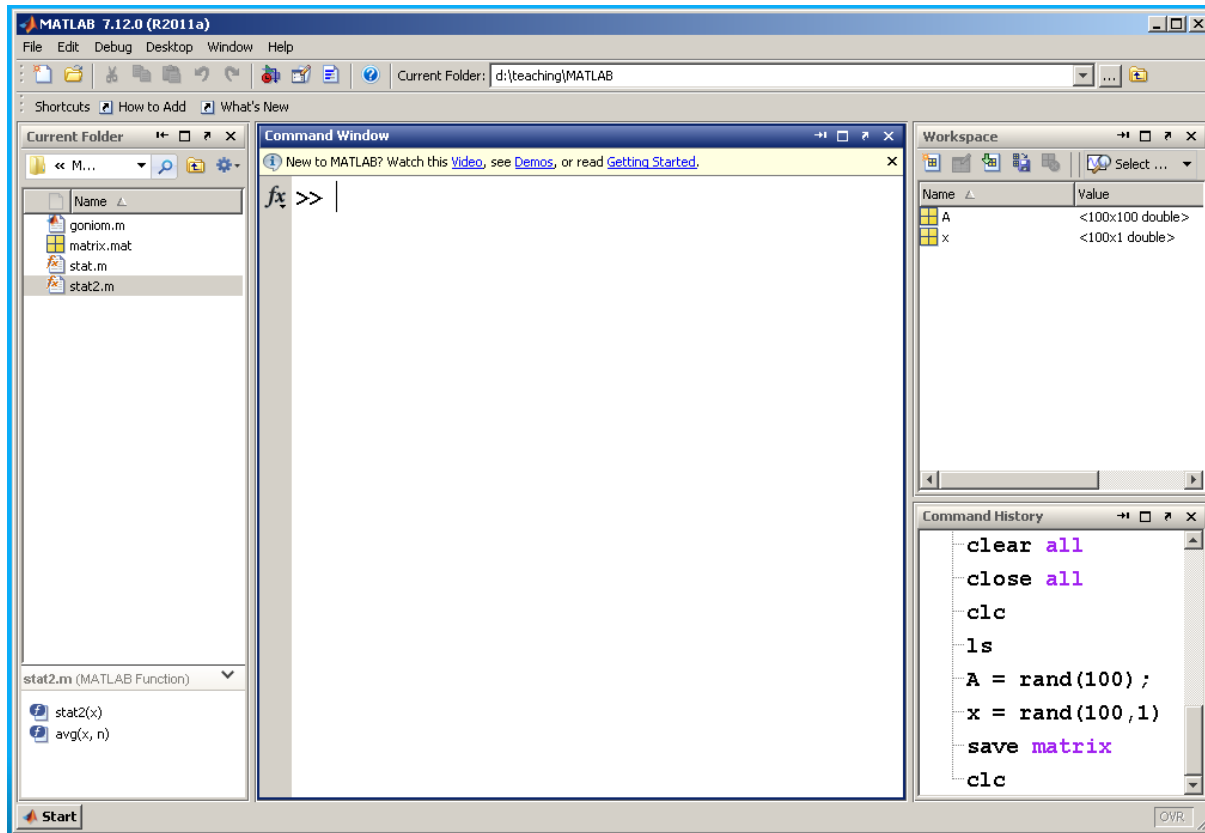 MATLAB 7.12.0 (R2011a)
File Edit Debug Desktop Window Help
Current Folder: d:\teaching\MATLAB ...
Shortcuts How to Add What's New
Current Folder
« M...
Name
goniom.m
matrix.mat
stat.m
stat2.m
stat2.m (MATLAB Function)
stat2(x)
avg(x, n)
Command Window
New to MATLAB? Watch this Video, see Demos, or read Getting Started.
fx >>
Workspace
Select ...
Name Value
A <100x100 double>
x <100x1 double>
Command History
clear all
close all
clc
ls
A = rand(100);
x = rand(100,1)
save matrix
clc
Start
OVR